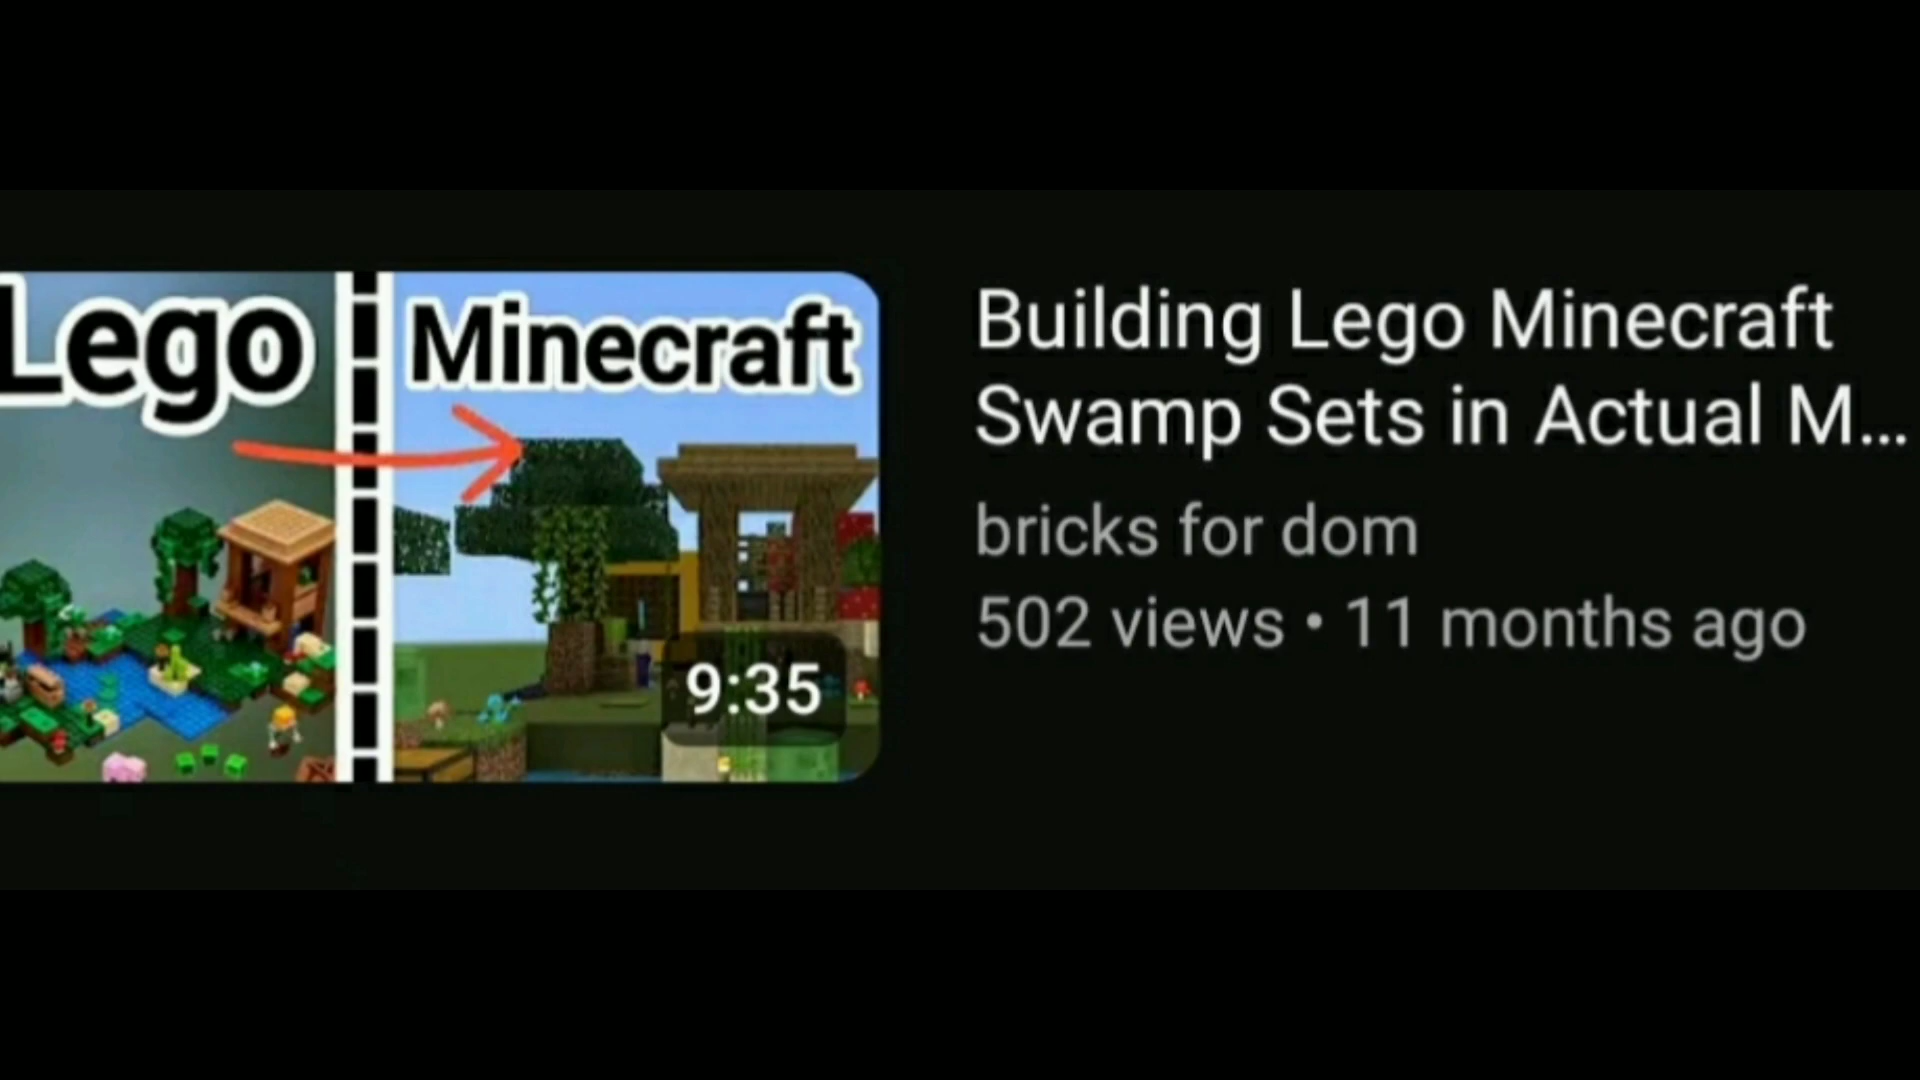 Lego
Minecraft
9:35
Building Lego Minecraft
Swamp Sets in Actual M...
bricks for dom
502 views • 11 months ago